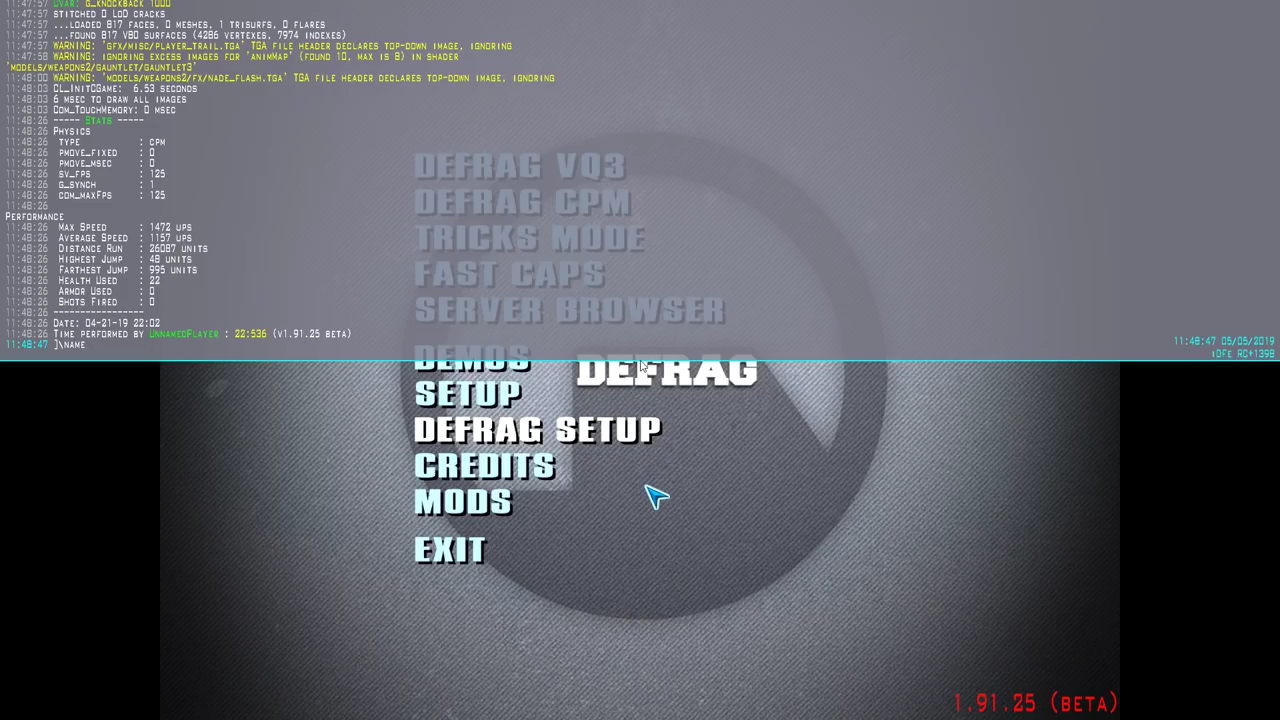 11:47:57 CVAR: G_KNOCKBACK 1000
11:47:57 STITCHED 0 LOD CRACKS
11:47:57 ...LOADED 817 FACES, 0 MESHES, 1 TRISURFS, 0 FLARES
11:47:57 ...FOUND 817 VBO SURFACES (4286 VERTEXES, 7974 INDEXES)
11:47:57 WARNING: 'GFX/MISC/PLAYER_TRAIL.TGA' TGA FILE HEADER DECLARES TOP-DOWN IMAGE, IGNORING
11:47:58 WARNING: IGNORING EXCESS IMAGES FOR 'ANIMMAP' (FOUND 10, MAX IS 8) IN SHADER
'MODELS/WEAPONS2/GAUNTLET/GAUNTLET3'
11:48:00 WARNING: 'MODELS/WEAPONS2/FX/NADE_FLASH.TGA' TGA FILE HEADER DECLARES TOP-DOWN IMAGE, IGNORING
11:48:03 CL_INITCGAME: 6.53 SECONDS
11:48:03 6 MSEC TO DRAW ALL IMAGES
11:48:03 COM_TOUCHMEMORY: 0 MSEC
11:48:26 ----- STATS -----
11:48:26 PHYSICS
11:48:26 TYPE : CPM
11:48:26 PMOVE_FIXED : 0
11:48:26 PMOVE_MSEC : 0
11:48:26 SV_FPS : 125
11:48:26 G_SYNCH : 1
11:48:26 COM_MAXFPS : 125
11:48:26
PERFORMANCE
11:48:26 MAX SPEED : 1472 UPS
11:48:26 AVERAGE SPEED : 1157 UPS
11:48:26 DISTANCE RUN : 26087 UNITS
11:48:26 HIGHEST JUMP : 48 UNITS
11:48:26 FARTHEST JUMP : 995 UNITS
11:48:26 HEALTH USED : 22
11:48:26 ARMOR USED : 0
11:48:26 SHOTS FIRED : 0
11:48:26 -----------------
11:48:26 DATE: 04-21-19 22:02
11:48:26 TIME PERFORMED BY UNNAMEDPLAYER : 22:536 (V1.91.25 BETA)
11:48:47 ]\NAME
11:48:47 05/05/2019
IDFE RC+1398
DEFRAG VQ3
DEFRAG CPM
TRICKS MODE
FAST CAPS
SERVER BROWSER
DEMOS
DEFRAG
SETUP
DEFRAG SETUP
CREDITS
MODS
EXIT
1.91.25 (BETA)